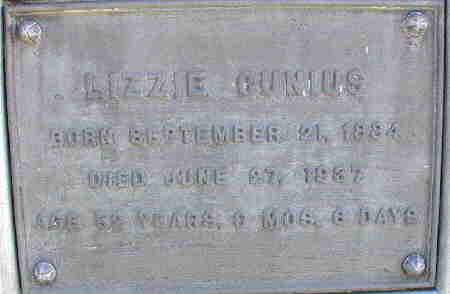 LIZZIE CUNIUS
BORN SEPTEMBER 21, 1884
DIED JUNE 27, 1937
AGE 52 YEARS, 9 MOS. 6 DAYS